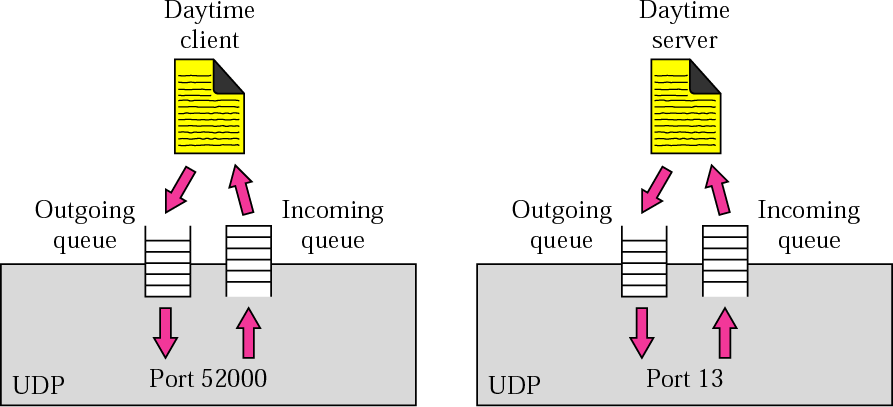 Daytime
client
Outgoing
queue
Incoming
queue
UDP
Port 52000
Daytime
server
Outgoing
queue
Incoming
queue
UDP
Port 13